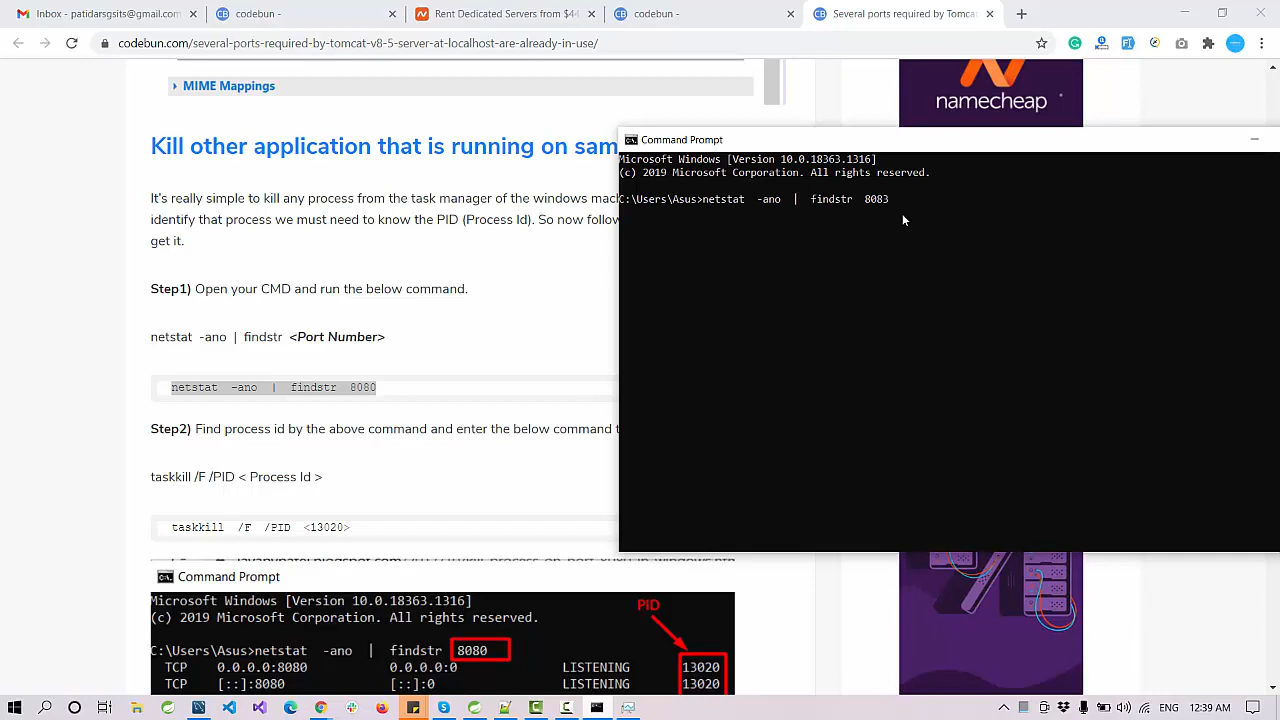 Inbox - patidars@gmail.com
codebun -
Rent Dedicated Servers from $44
codebun -
Several ports required by Tomca
codebun.com/several-ports-required-by-tomcat-v8-5-server-at-localhost-are-already-in-use/
MIME Mappings
namecheap
Kill other application that is running on sam
It's really simple to kill any process from the task manager of the windows mac
identify that process we must need to know the PID (Process Id). So now follow
get it.
Step1) Open your CMD and run the below command.
netstat -ano | findstr <Port Number>
netstat -ano | findstr 8080
Step2) Find process id by the above command and enter the below command t
taskkill /F /PID < Process Id >
taskkill /F /PID <13020>
Command Prompt
Microsoft Windows [Version 10.0.18363.1316]
(c) 2019 Microsoft Corporation. All rights reserved.
C:\Users\Asus>netstat -ano | findstr 8083
Command Prompt
Microsoft Windows [Version 10.0.18363.1316]
(c) 2019 Microsoft Corporation. All rights reserved.
PID
C:\Users\Asus>netstat -ano | findstr 8080
TCP 0.0.0.0:8080 0.0.0.0:0 LISTENING 13020
TCP [::]:8080 [::]:0 LISTENING 13020
ENG 12:39 AM